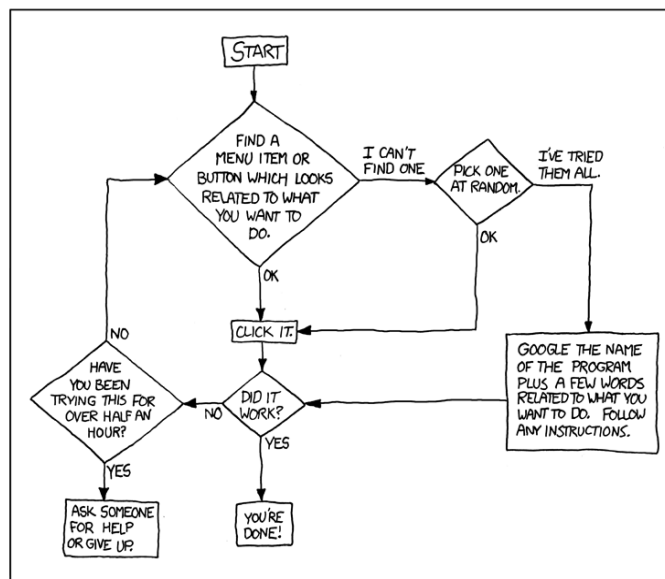 START
FIND A
MENU ITEM OR
BUTTON WHICH LOOKS
RELATED TO WHAT
YOU WANT TO
DO.
I CAN'T
FIND ONE
PICK ONE
AT RANDOM.
I'VE TRIED
THEM ALL.
OK
OK
CLICK IT.
NO
HAVE
YOU BEEN
TRYING THIS FOR
OVER HALF AN
HOUR?
NO
DID IT
WORK?
GOOGLE THE NAME
OF THE PROGRAM
PLUS A FEW WORDS
RELATED TO WHAT YOU
WANT TO DO. FOLLOW
ANY INSTRUCTIONS.
YES
YES
ASK SOMEONE
FOR HELP
OR GIVE UP.
YOU'RE
DONE!